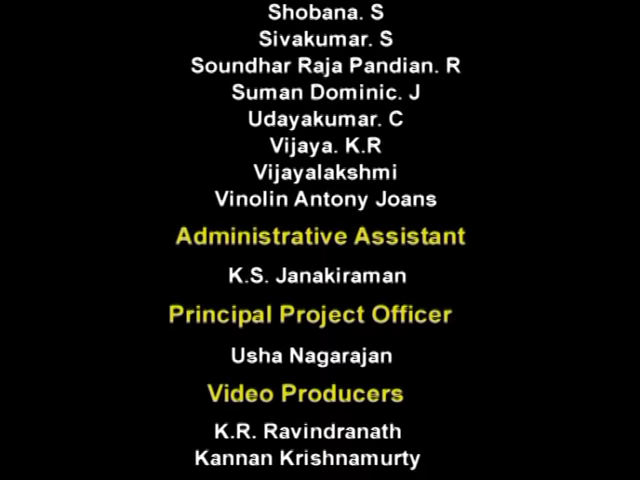 Shobana. S
Sivakumar. S
Soundhar Raja Pandian. R
Suman Dominic. J
Udayakumar. C
Vijaya. K.R
Vijayalakshmi
Vinolin Antony Joans
Administrative Assistant
K.S. Janakiraman
Principal Project Officer
Usha Nagarajan
Video Producers
K.R. Ravindranath
Kannan Krishnamurty